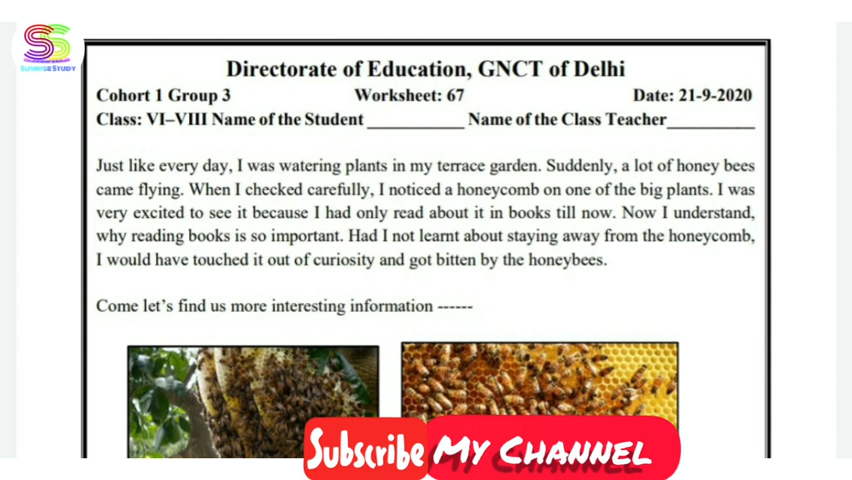 SS
SUNRISE STUDY
Directorate of Education, GNCT of Delhi
Cohort 1 Group 3 Worksheet: 67 Date: 21-9-2020
Class: VI–VIII Name of the Student ___________ Name of the Class Teacher__________
Just like every day, I was watering plants in my terrace garden. Suddenly, a lot of honey bees
came flying. When I checked carefully, I noticed a honeycomb on one of the big plants. I was
very excited to see it because I had only read about it in books till now. Now I understand,
why reading books is so important. Had I not learnt about staying away from the honeycomb,
I would have touched it out of curiosity and got bitten by the honeybees.
Come let's find us more interesting information ------
Subscribe My Channel